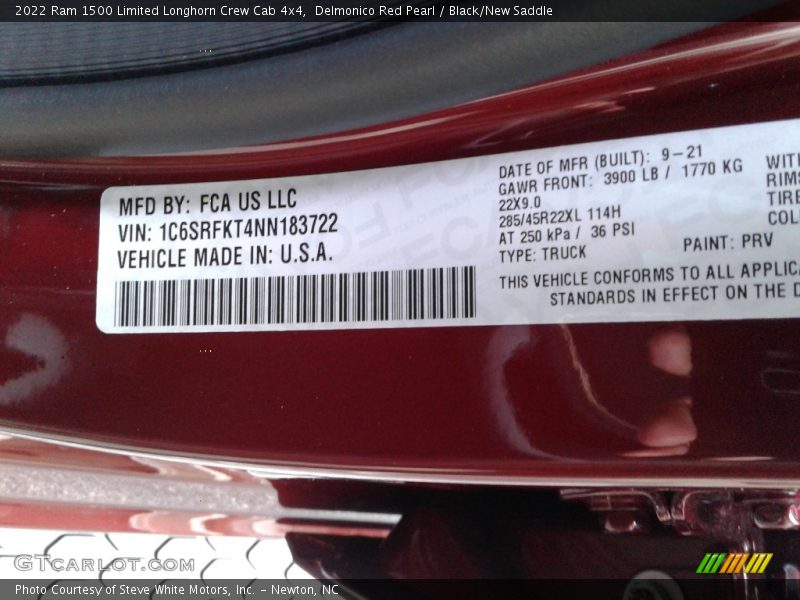 2022 Ram 1500 Limited Longhorn Crew Cab 4x4,  Delmonico Red Pearl / Black/New Saddle
MFD BY: FCA US LLC
VIN: 1C6SRFKT4NN183722
VEHICLE MADE IN: U.S.A.
DATE OF MFR (BUILT): 9-21
GAWR FRONT: 3900 LB / 1770 KG
22X9.0
285/45R22XL 114H
AT 250 kPa / 36 PSI
TYPE: TRUCK
PAINT: PRV
THIS VEHICLE CONFORMS TO ALL
STANDARDS IN EFFECT ON THE
WITH
RIMS
TIRE
COL
GTCARLOT.COM
Photo Courtesy of Steve White Motors, Inc. – Newton, NC